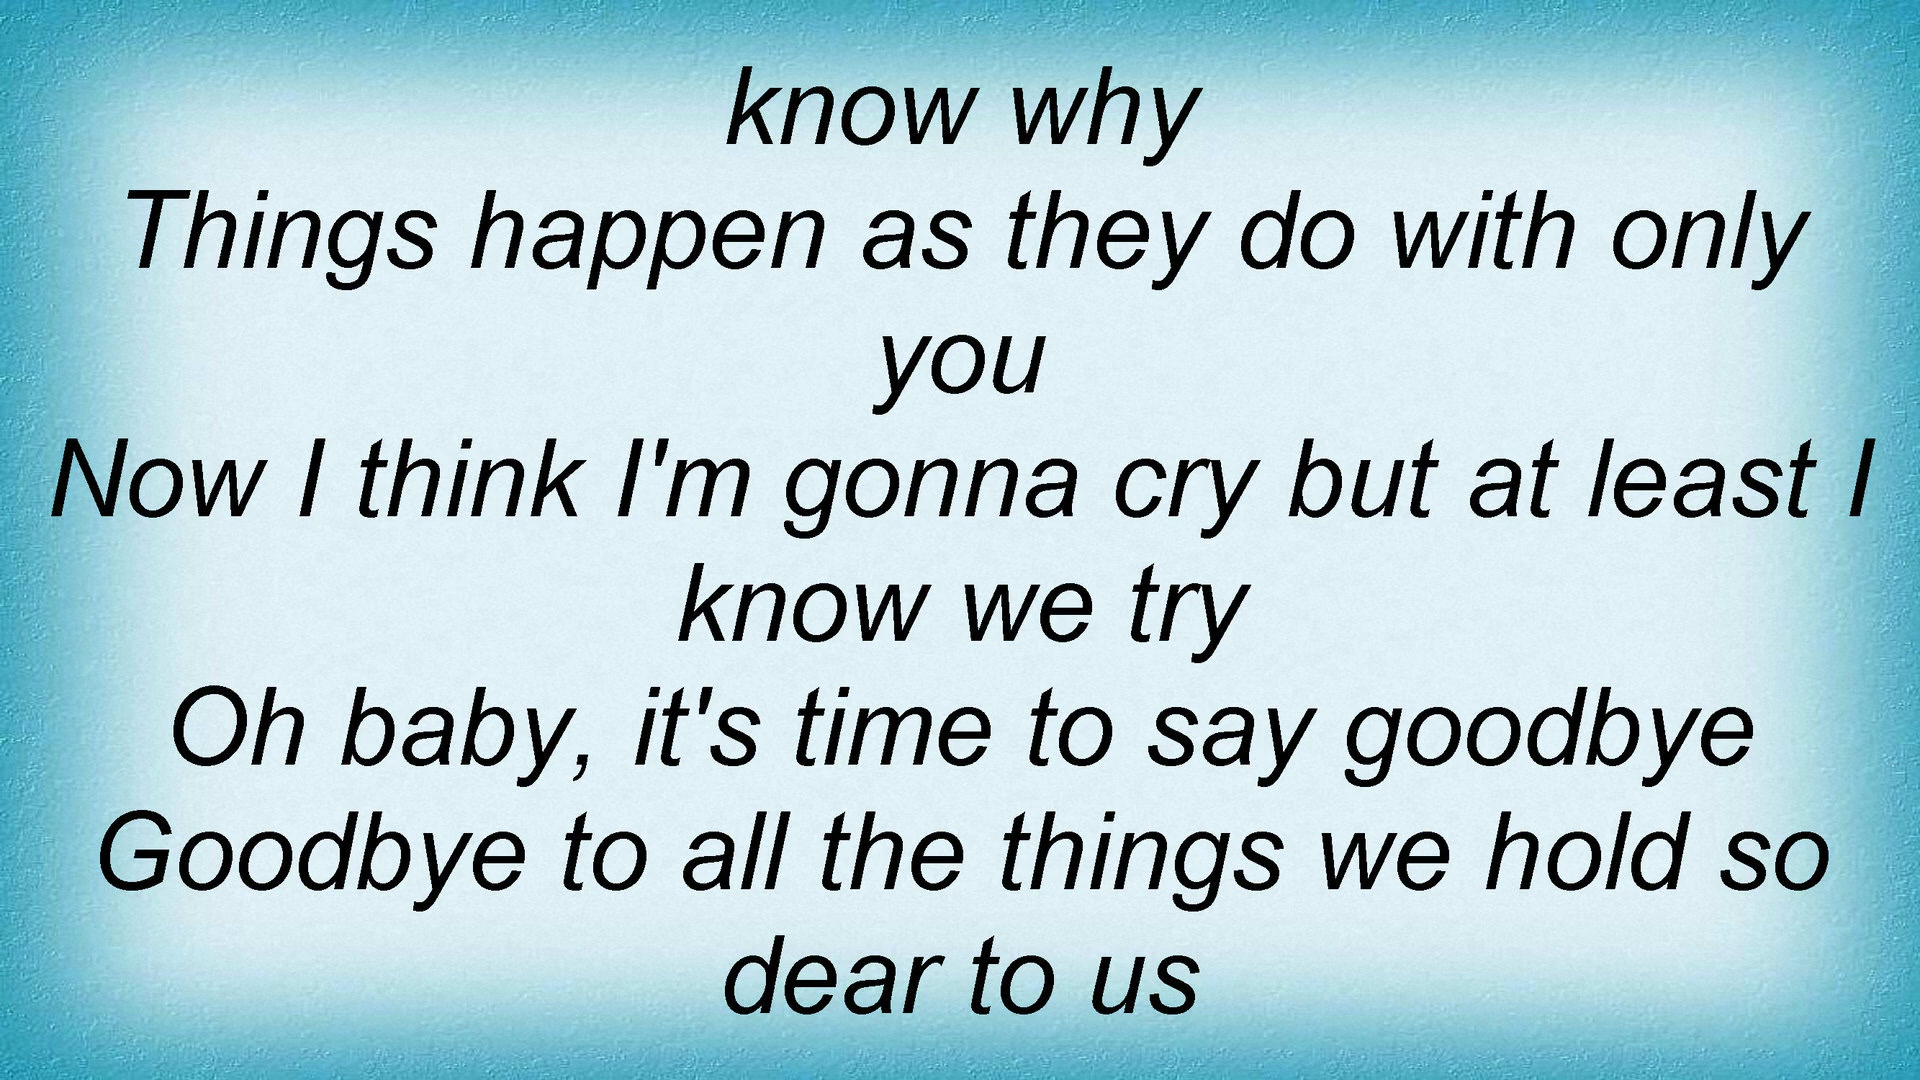 know why
Things happen as they do with only
you
Now I think I'm gonna cry but at least I
know we try
Oh baby, it's time to say goodbye
Goodbye to all the things we hold so
dear to us